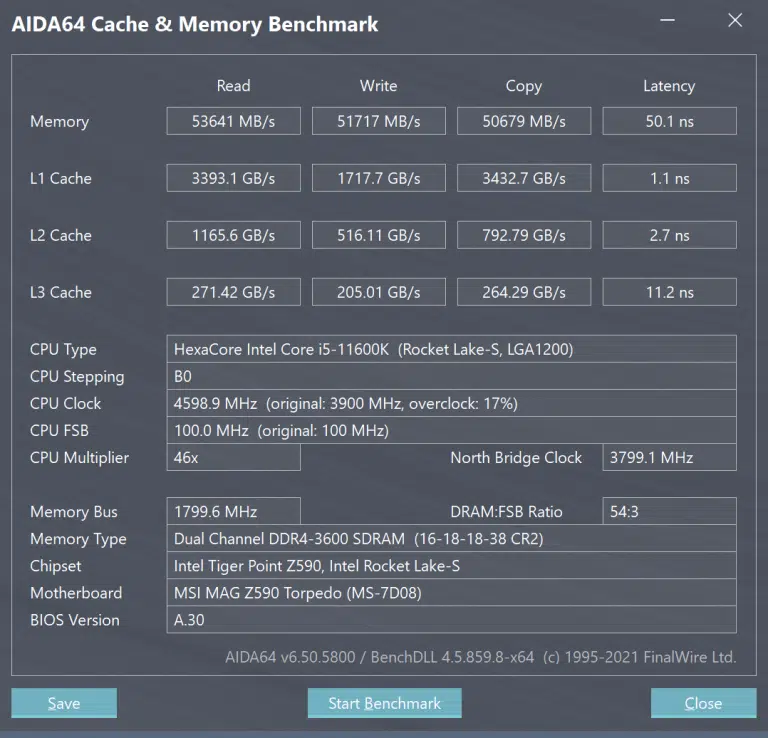 AIDA64 Cache & Memory Benchmark
Read Write Copy Latency
Memory 53641 MB/s 51717 MB/s 50679 MB/s 50.1 ns
L1 Cache 3393.1 GB/s 1717.7 GB/s 3432.7 GB/s 1.1 ns
L2 Cache 1165.6 GB/s 516.11 GB/s 792.79 GB/s 2.7 ns
L3 Cache 271.42 GB/s 205.01 GB/s 264.29 GB/s 11.2 ns
CPU Type HexaCore Intel Core i5-11600K (Rocket Lake-S, LGA1200)
CPU Stepping B0
CPU Clock 4598.9 MHz (original: 3900 MHz, overclock: 17%)
CPU FSB 100.0 MHz (original: 100 MHz)
CPU Multiplier 46x North Bridge Clock 3799.1 MHz
Memory Bus 1799.6 MHz DRAM:FSB Ratio 54:3
Memory Type Dual Channel DDR4-3600 SDRAM (16-18-18-38 CR2)
Chipset Intel Tiger Point Z590, Intel Rocket Lake-S
Motherboard MSI MAG Z590 Torpedo (MS-7D08)
BIOS Version A.30
AIDA64 v6.50.5800 / BenchDLL 4.5.859.8-x64 (c) 1995-2021 FinalWire Ltd.
Save Start Benchmark Close